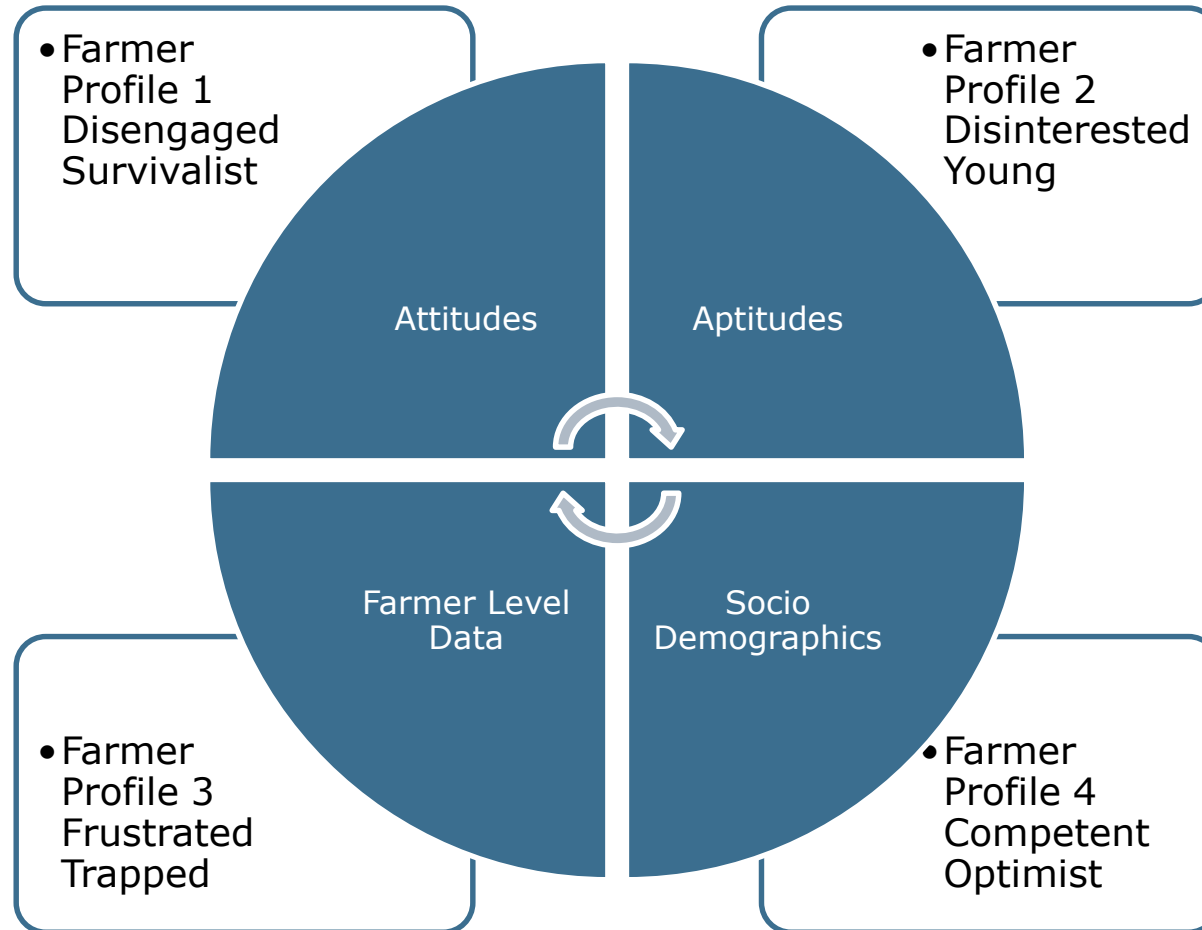 • Farmer
Profile 1
Disengaged
Survivalist
• Farmer
Profile 2
Disinterested
Young
Attitudes
Aptitudes
Farmer Level
Data
Socio
Demographics
• Farmer
Profile 3
Frustrated
Trapped
• Farmer
Profile 4
Competent
Optimist